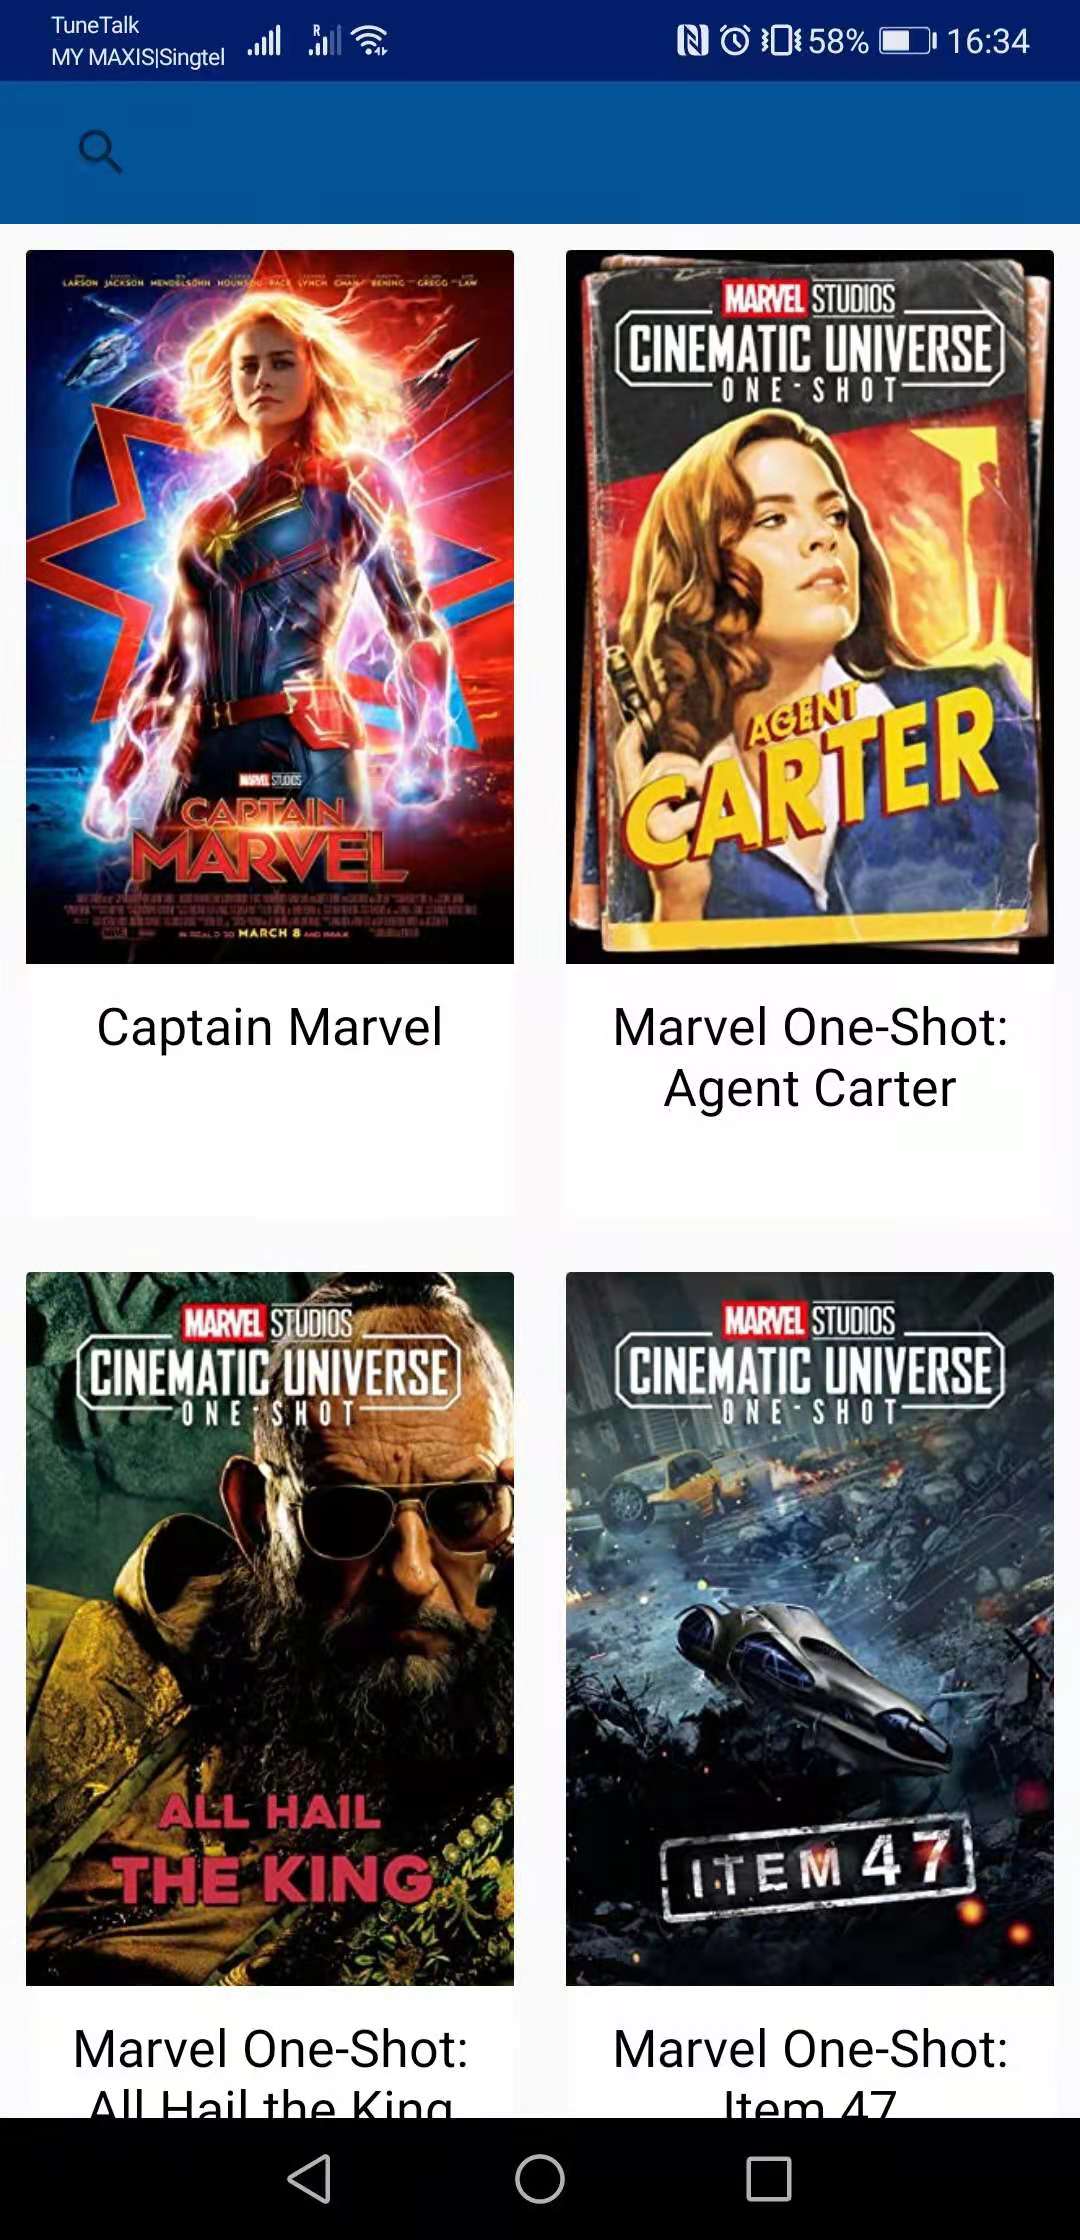 TuneTalk
MY MAXIS|Singtel
R
58%
16:34
LARSON JACKSON MENDELSOHN HOUNSOU PACE LYNCH CHAN BENING GREGG LAW
MARVEL STUDIOS
CAPTAIN
MARVEL
MARCH 8
Captain Marvel
MARVEL STUDIOS
CINEMATIC UNIVERSE
ONE-SHOT
AGENT
CARTER
Marvel One-Shot:
Agent Carter
MARVEL STUDIOS
CINEMATIC UNIVERSE
ONE-SHOT
ALL HAIL
THE KING
Marvel One-Shot:
All Hail the King
MARVEL STUDIOS
CINEMATIC UNIVERSE
ONE-SHOT
ITEM 47
Marvel One-Shot:
Item 47